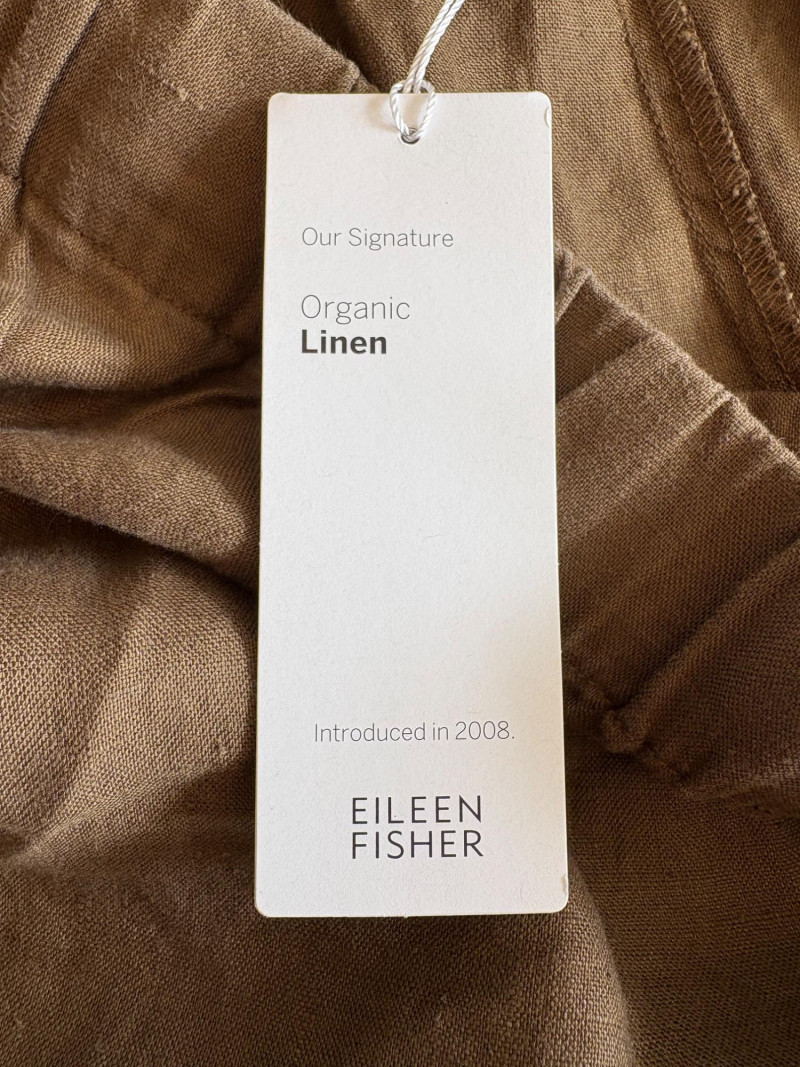 Our Signature
Organic
Linen
Introduced in 2008.
EILEEN
FISHER